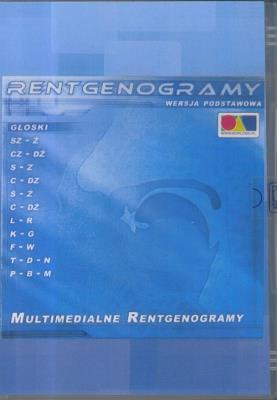 RENTGENOGRAMY
WERSJA PODSTAWOWA
GŁOSKI
SZ - Ż
CZ - DŻ
S - Z
C - DZ
Ś - Ź
Ć - DŹ
L - R
K - G
F - W
T - D - N
P - B - M
MULTIMEDIALNE RENTGENOGRAMY